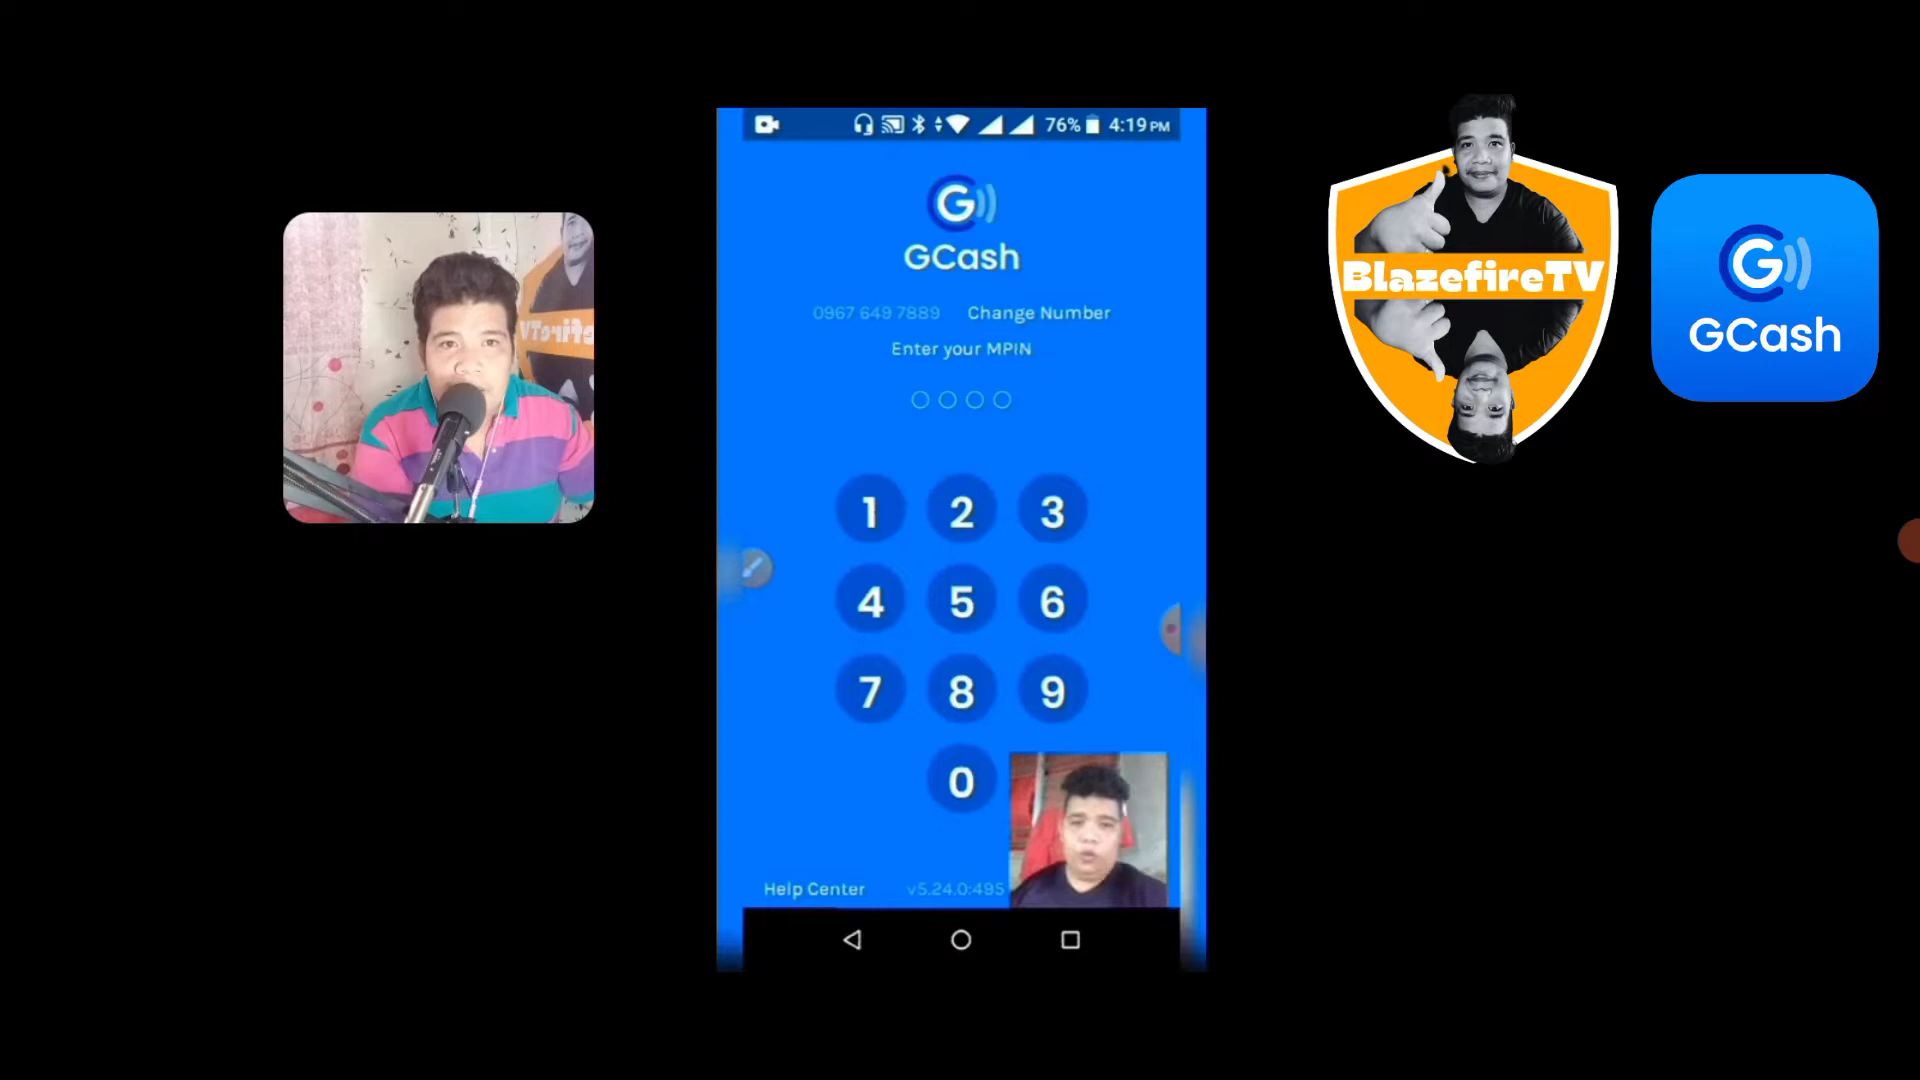 76% 4:19 PM
G
GCash
0967 649 7889 Change Number
Enter your MPIN
1 2 3
4 5 6
7 8 9
0
Help Center v5.24.0:495
BlazefireTV
G
GCash